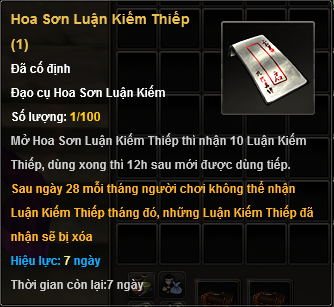 Hoa Sơn Luận Kiếm Thiếp
(1)
Đã cố định
Đạo cụ Hoa Sơn Luận Kiếm
Số lượng: 1/100
Mở Hoa Sơn Luận Kiếm Thiếp thì nhận 10 Luận Kiếm
Thiếp, dùng xong thì 12h sau mới được dùng tiếp.
Sau ngày 28 mỗi tháng người chơi không thể nhận
Luận Kiếm Thiếp tháng đó, những Luận Kiếm Thiếp đã
nhận sẽ bị xóa
Hiệu lực: 7 ngày
Thời gian còn lại:7 ngày